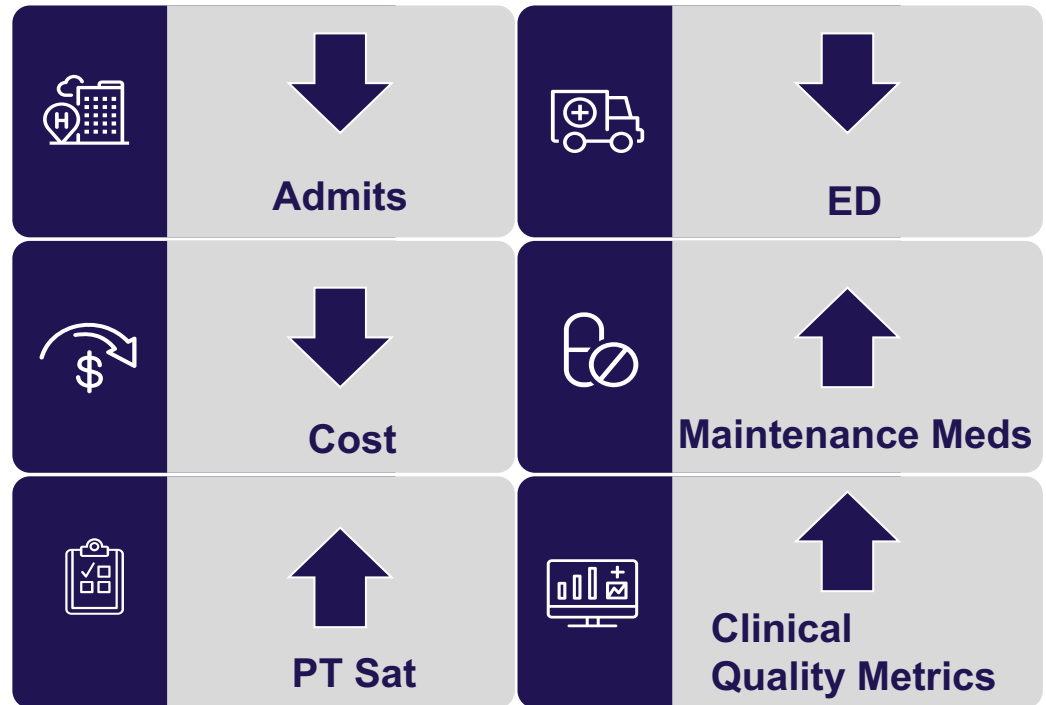 H
Admits
ED
$
Cost
Maintenance Meds
PT Sat
Clinical
Quality Metrics